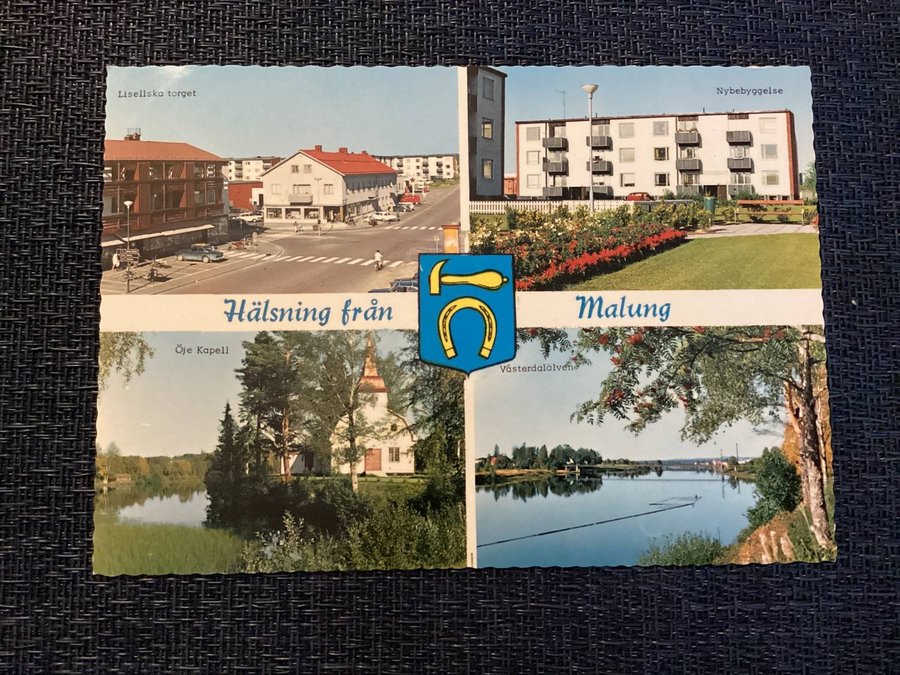 Lisellska torget
Nybebyggelse
Hälsning från Malung
Öje Kapell
Västerdalälven